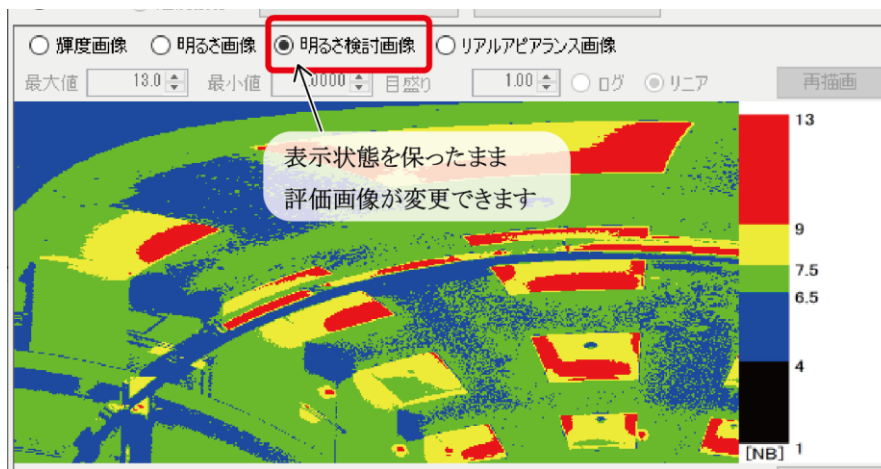 輝度画像 明るさ画像 明るさ検討画像 リアルアピアランス画像
最大値 13.0 最小値 .0000 目盛り 1.00 ログ リニア 再描画
表示状態を保ったまま
評価画像が変更できます
13
9
7.5
6.5
4
[NB] 1